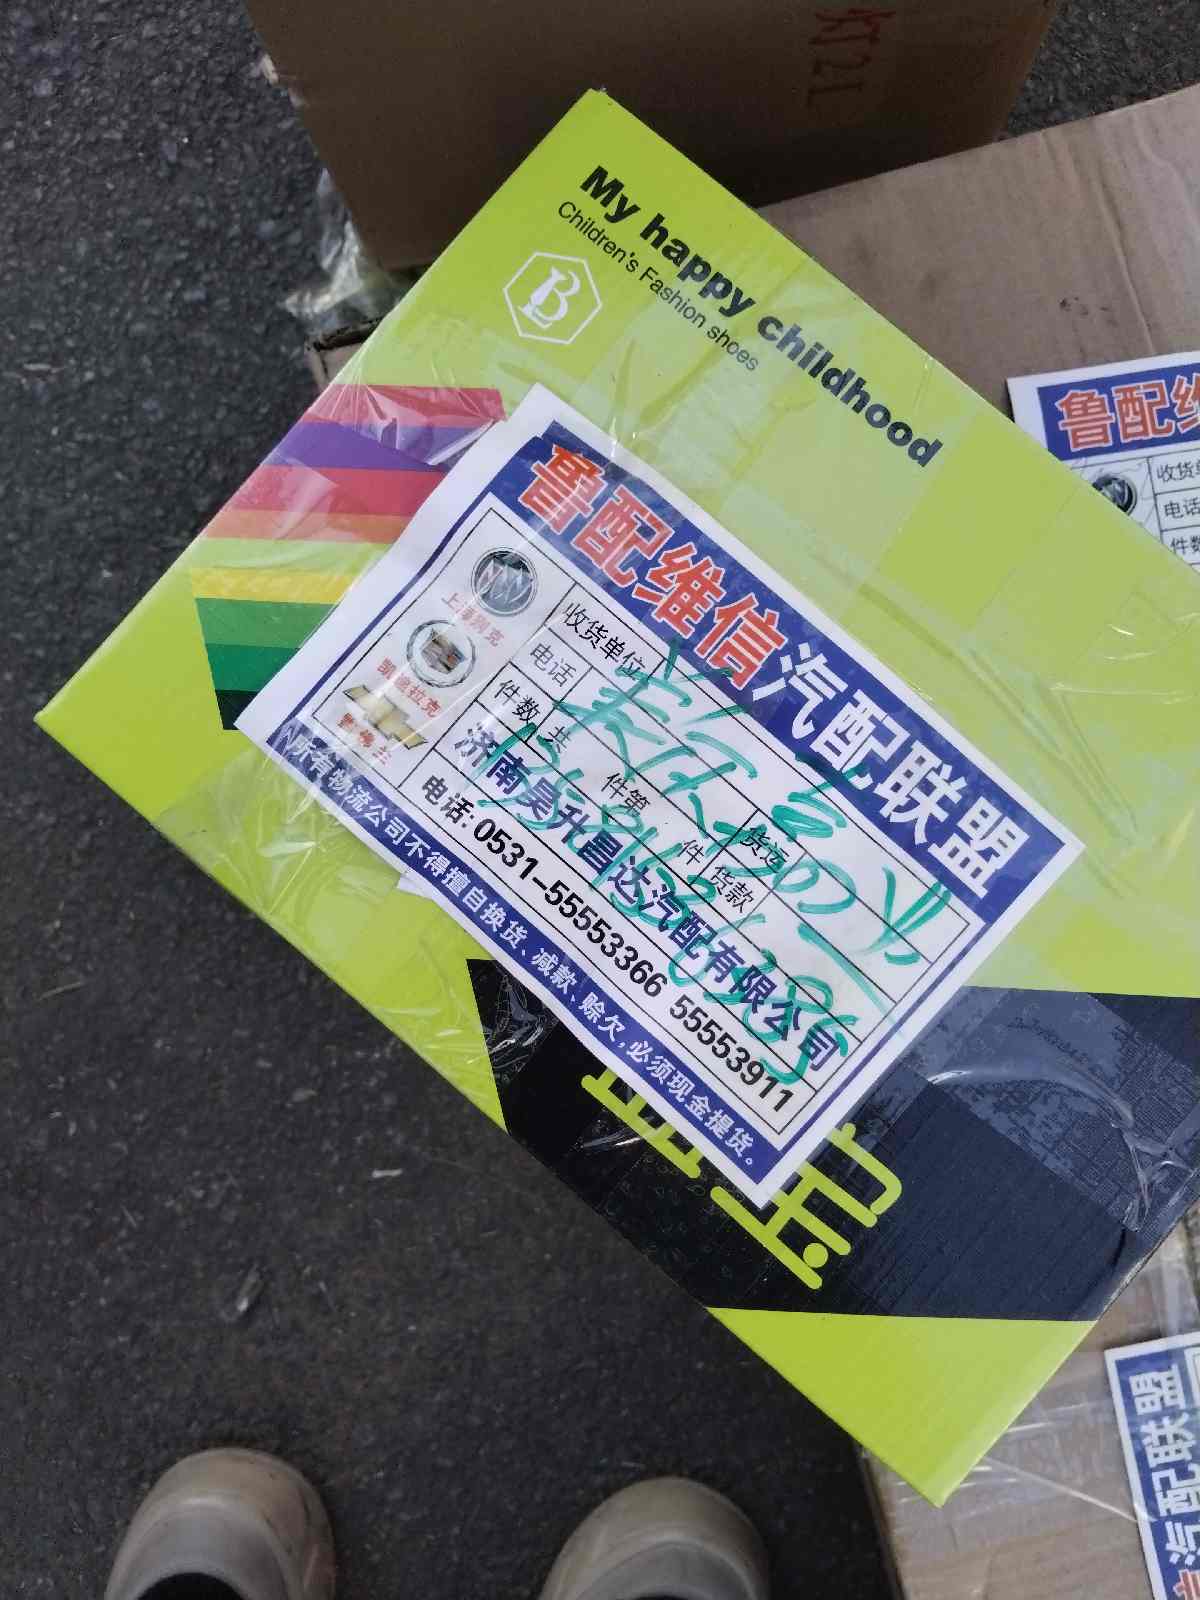 My happy childhood
Children's Fashion shoes
鲁配维信汽配联盟
上海别克
凯迪拉克
雪佛兰
收货单位
电话
货运
件数 共 件第 件 货款
济南昊升昌达汽配有限公司
电话: 0531-55553366 55553911
所有物流公司不得擅自换货、减款、赊欠,必须现金提货。
鲁配维
收货单
电话
件数
汽配联盟